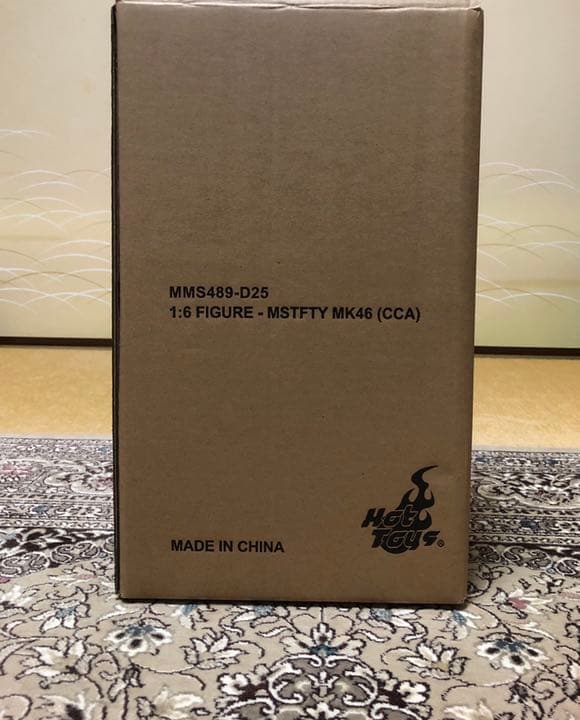 MMS489-D25
1:6 FIGURE - MSTFTY MK46 (CCA)
Hot
Toys®
MADE IN CHINA